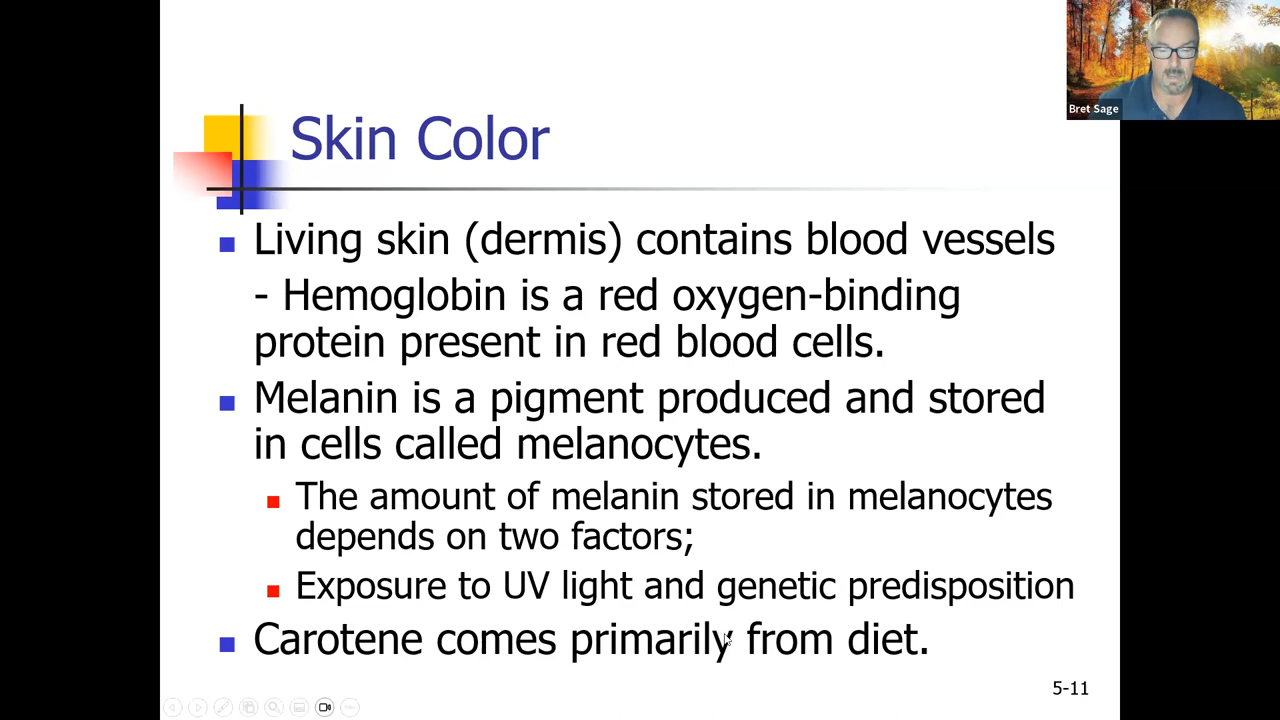 Bret Sage
Skin Color
Living skin (dermis) contains blood vessels
- Hemoglobin is a red oxygen-binding
protein present in red blood cells.
Melanin is a pigment produced and stored
in cells called melanocytes.
The amount of melanin stored in melanocytes
depends on two factors;
Exposure to UV light and genetic predisposition
Carotene comes primarily from diet.
5-11